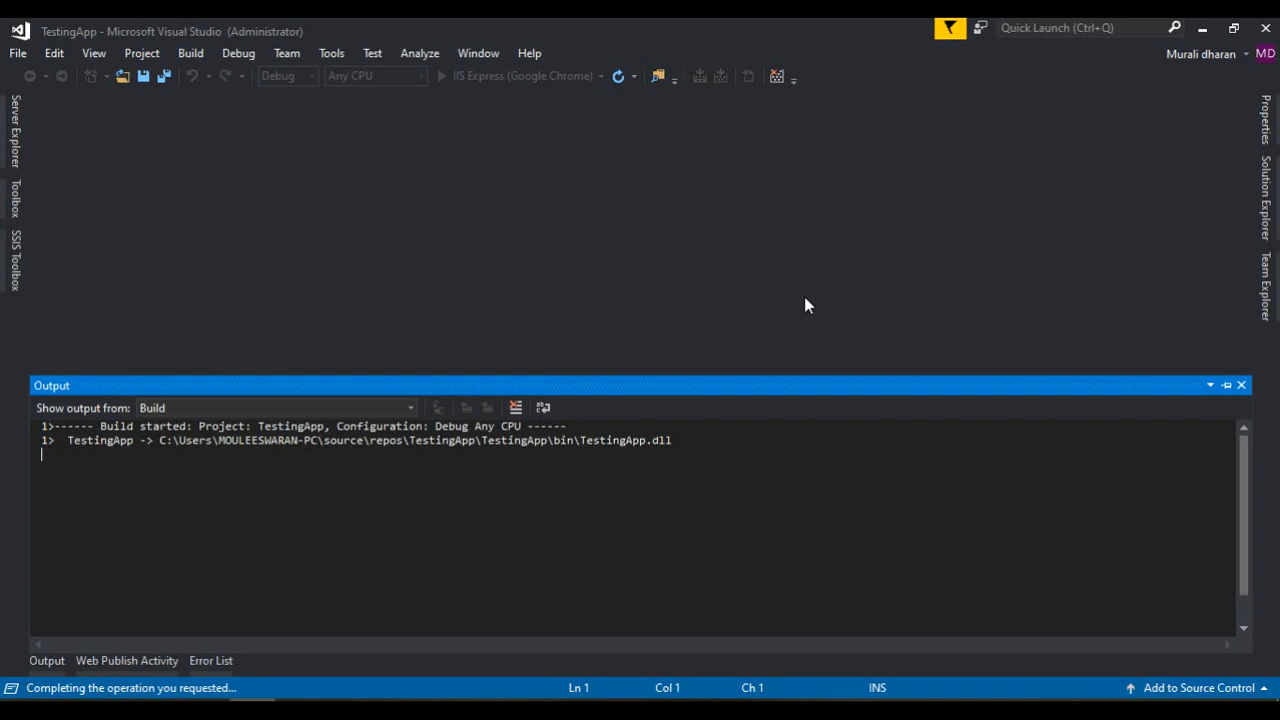 TestingApp - Microsoft Visual Studio (Administrator)
Quick Launch (Ctrl+Q)
File Edit View Project Build Debug Team Tools Test Analyze Window Help
Murali dharan MD
Debug Any CPU IIS Express (Google Chrome)
Server Explorer
Toolbox
SSIS Toolbox
Properties
Solution Explorer
Team Explorer
Output
Show output from: Build
1>------ Build started: Project: TestingApp, Configuration: Debug Any CPU ------
1>  TestingApp -> C:\Users\MOULEESWARAN-PC\source\repos\TestingApp\TestingApp\bin\TestingApp.dll
Output Web Publish Activity Error List
Completing the operation you requested... Ln 1 Col 1 Ch 1 INS Add to Source Control